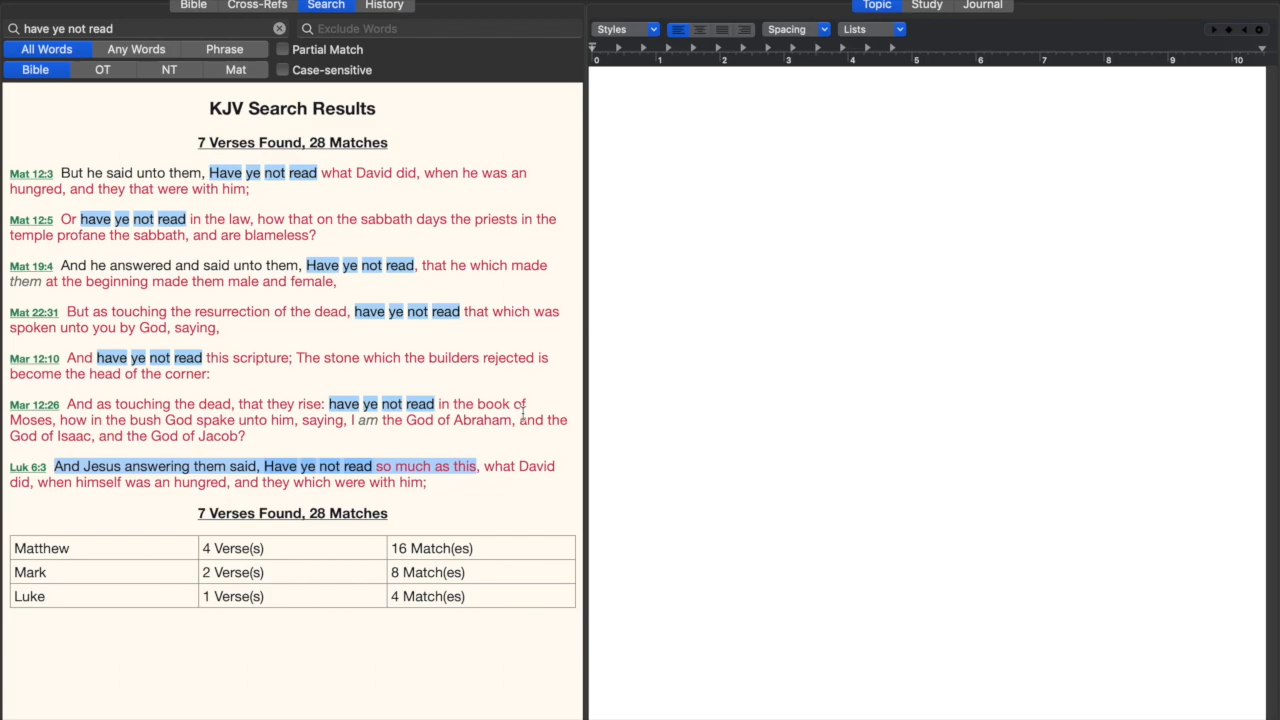 Bible Cross-Refs Search History
Topic Study Journal
have ye not read Exclude Words
Styles Spacing Lists
All Words Any Words Phrase Partial Match
Bible OT NT Mat Case-sensitive
0 1 2 3 4 5 6 7 8 9 10
KJV Search Results
7 Verses Found, 28 Matches
Mat 12:3 But he said unto them, Have ye not read what David did, when he was an
hungred, and they that were with him;
Mat 12:5 Or have ye not read in the law, how that on the sabbath days the priests in the
temple profane the sabbath, and are blameless?
Mat 19:4 And he answered and said unto them, Have ye not read, that he which made
them at the beginning made them male and female,
Mat 22:31 But as touching the resurrection of the dead, have ye not read that which was
spoken unto you by God, saying,
Mar 12:10 And have ye not read this scripture; The stone which the builders rejected is
become the head of the corner:
Mar 12:26 And as touching the dead, that they rise: have ye not read in the book of
Moses, how in the bush God spake unto him, saying, I am the God of Abraham, and the
God of Isaac, and the God of Jacob?
Luk 6:3 And Jesus answering them said, Have ye not read so much as this, what David
did, when himself was an hungred, and they which were with him;
7 Verses Found, 28 Matches
Matthew 4 Verse(s) 16 Match(es)
Mark 2 Verse(s) 8 Match(es)
Luke 1 Verse(s) 4 Match(es)